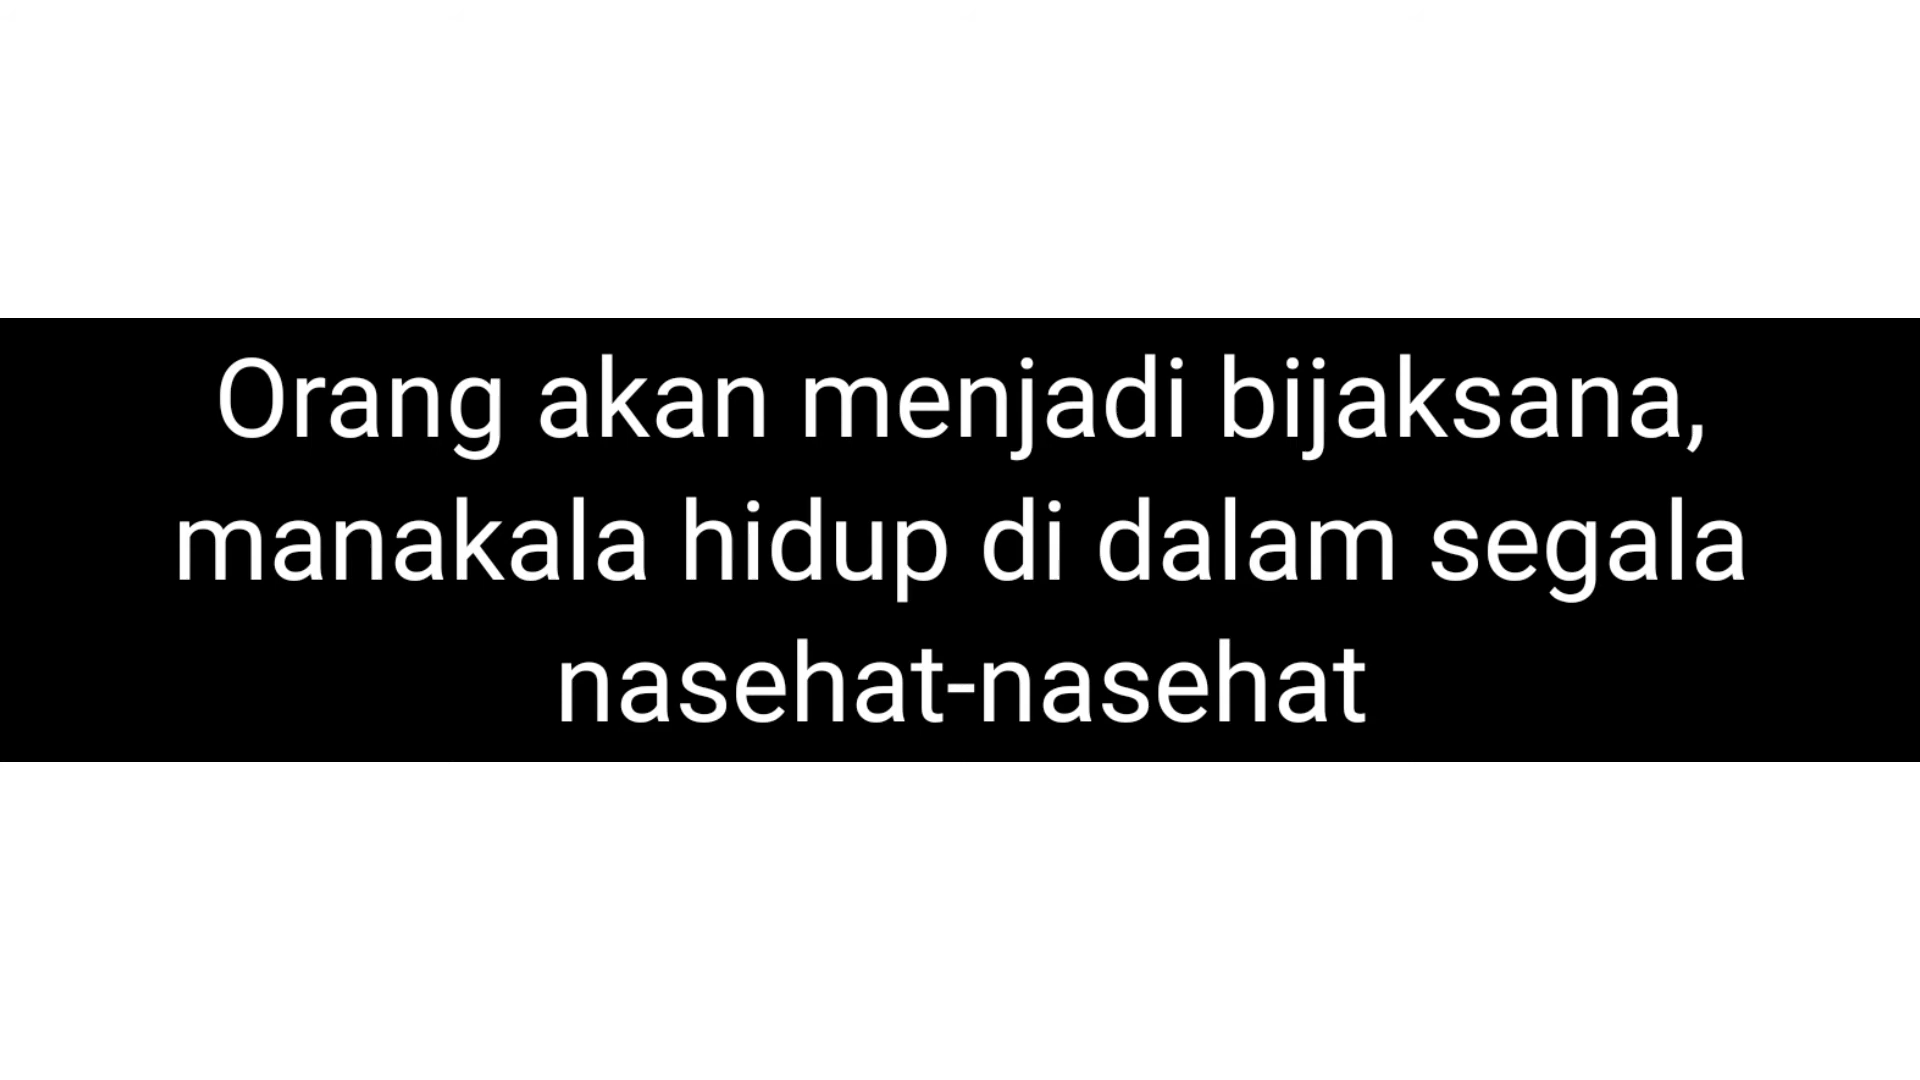 Orang akan menjadi bijaksana,
manakala hidup di dalam segala
nasehat-nasehat